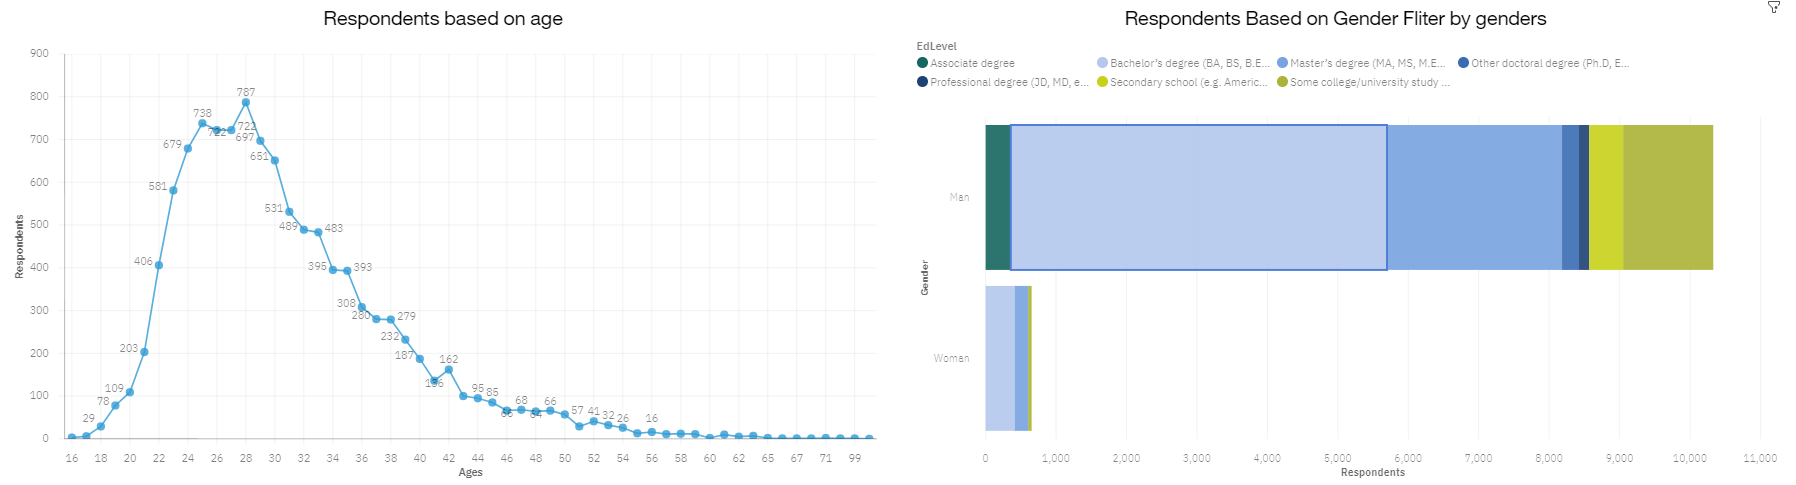 Respondents based on age
900
800
700
600
500
400
300
200
100
0
Respondents
29
78
109
203
406
581
679
738
722
722
787
697
651
531
489
483
395
393
308
280
279
232
187
136
162
95
85
66
68
64
66
57
41
32
26
16
16 18 20 22 24 26 28 30 32 34 36 38 40 42 44 46 48 50 52 54 56 58 60 62 65 67 71 99
Ages
Respondents Based on Gender Fliter by genders
EdLevel
Associate degree
Bachelor's degree (BA, BS, B.E...
Master's degree (MA, MS, M.E...
Other doctoral degree (Ph.D, E...
Professional degree (JD, MD, e...
Secondary school (e.g. Americ...
Some college/university study ...
Gender
Man
Woman
0 1,000 2,000 3,000 4,000 5,000 6,000 7,000 8,000 9,000 10,000 11,000
Respondents